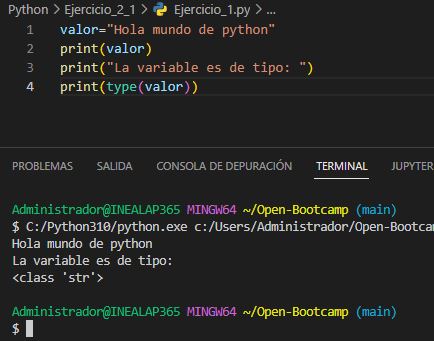 Python > Ejercicio_2_1 > Ejercicio_1.py > ...
1 valor="Hola mundo de python"
2 print(valor)
3 print("La variable es de tipo: ")
4 print(type(valor))
PROBLEMAS SALIDA CONSOLA DE DEPURACIÓN TERMINAL JUPYTER
Administrador@INEALAP365 MINGW64 ~/Open-Bootcamp (main)
$ C:/Python310/python.exe c:/Users/Administrador/Open-Bootca
Hola mundo de python
La variable es de tipo:
<class 'str'>
Administrador@INEALAP365 MINGW64 ~/Open-Bootcamp (main)
$